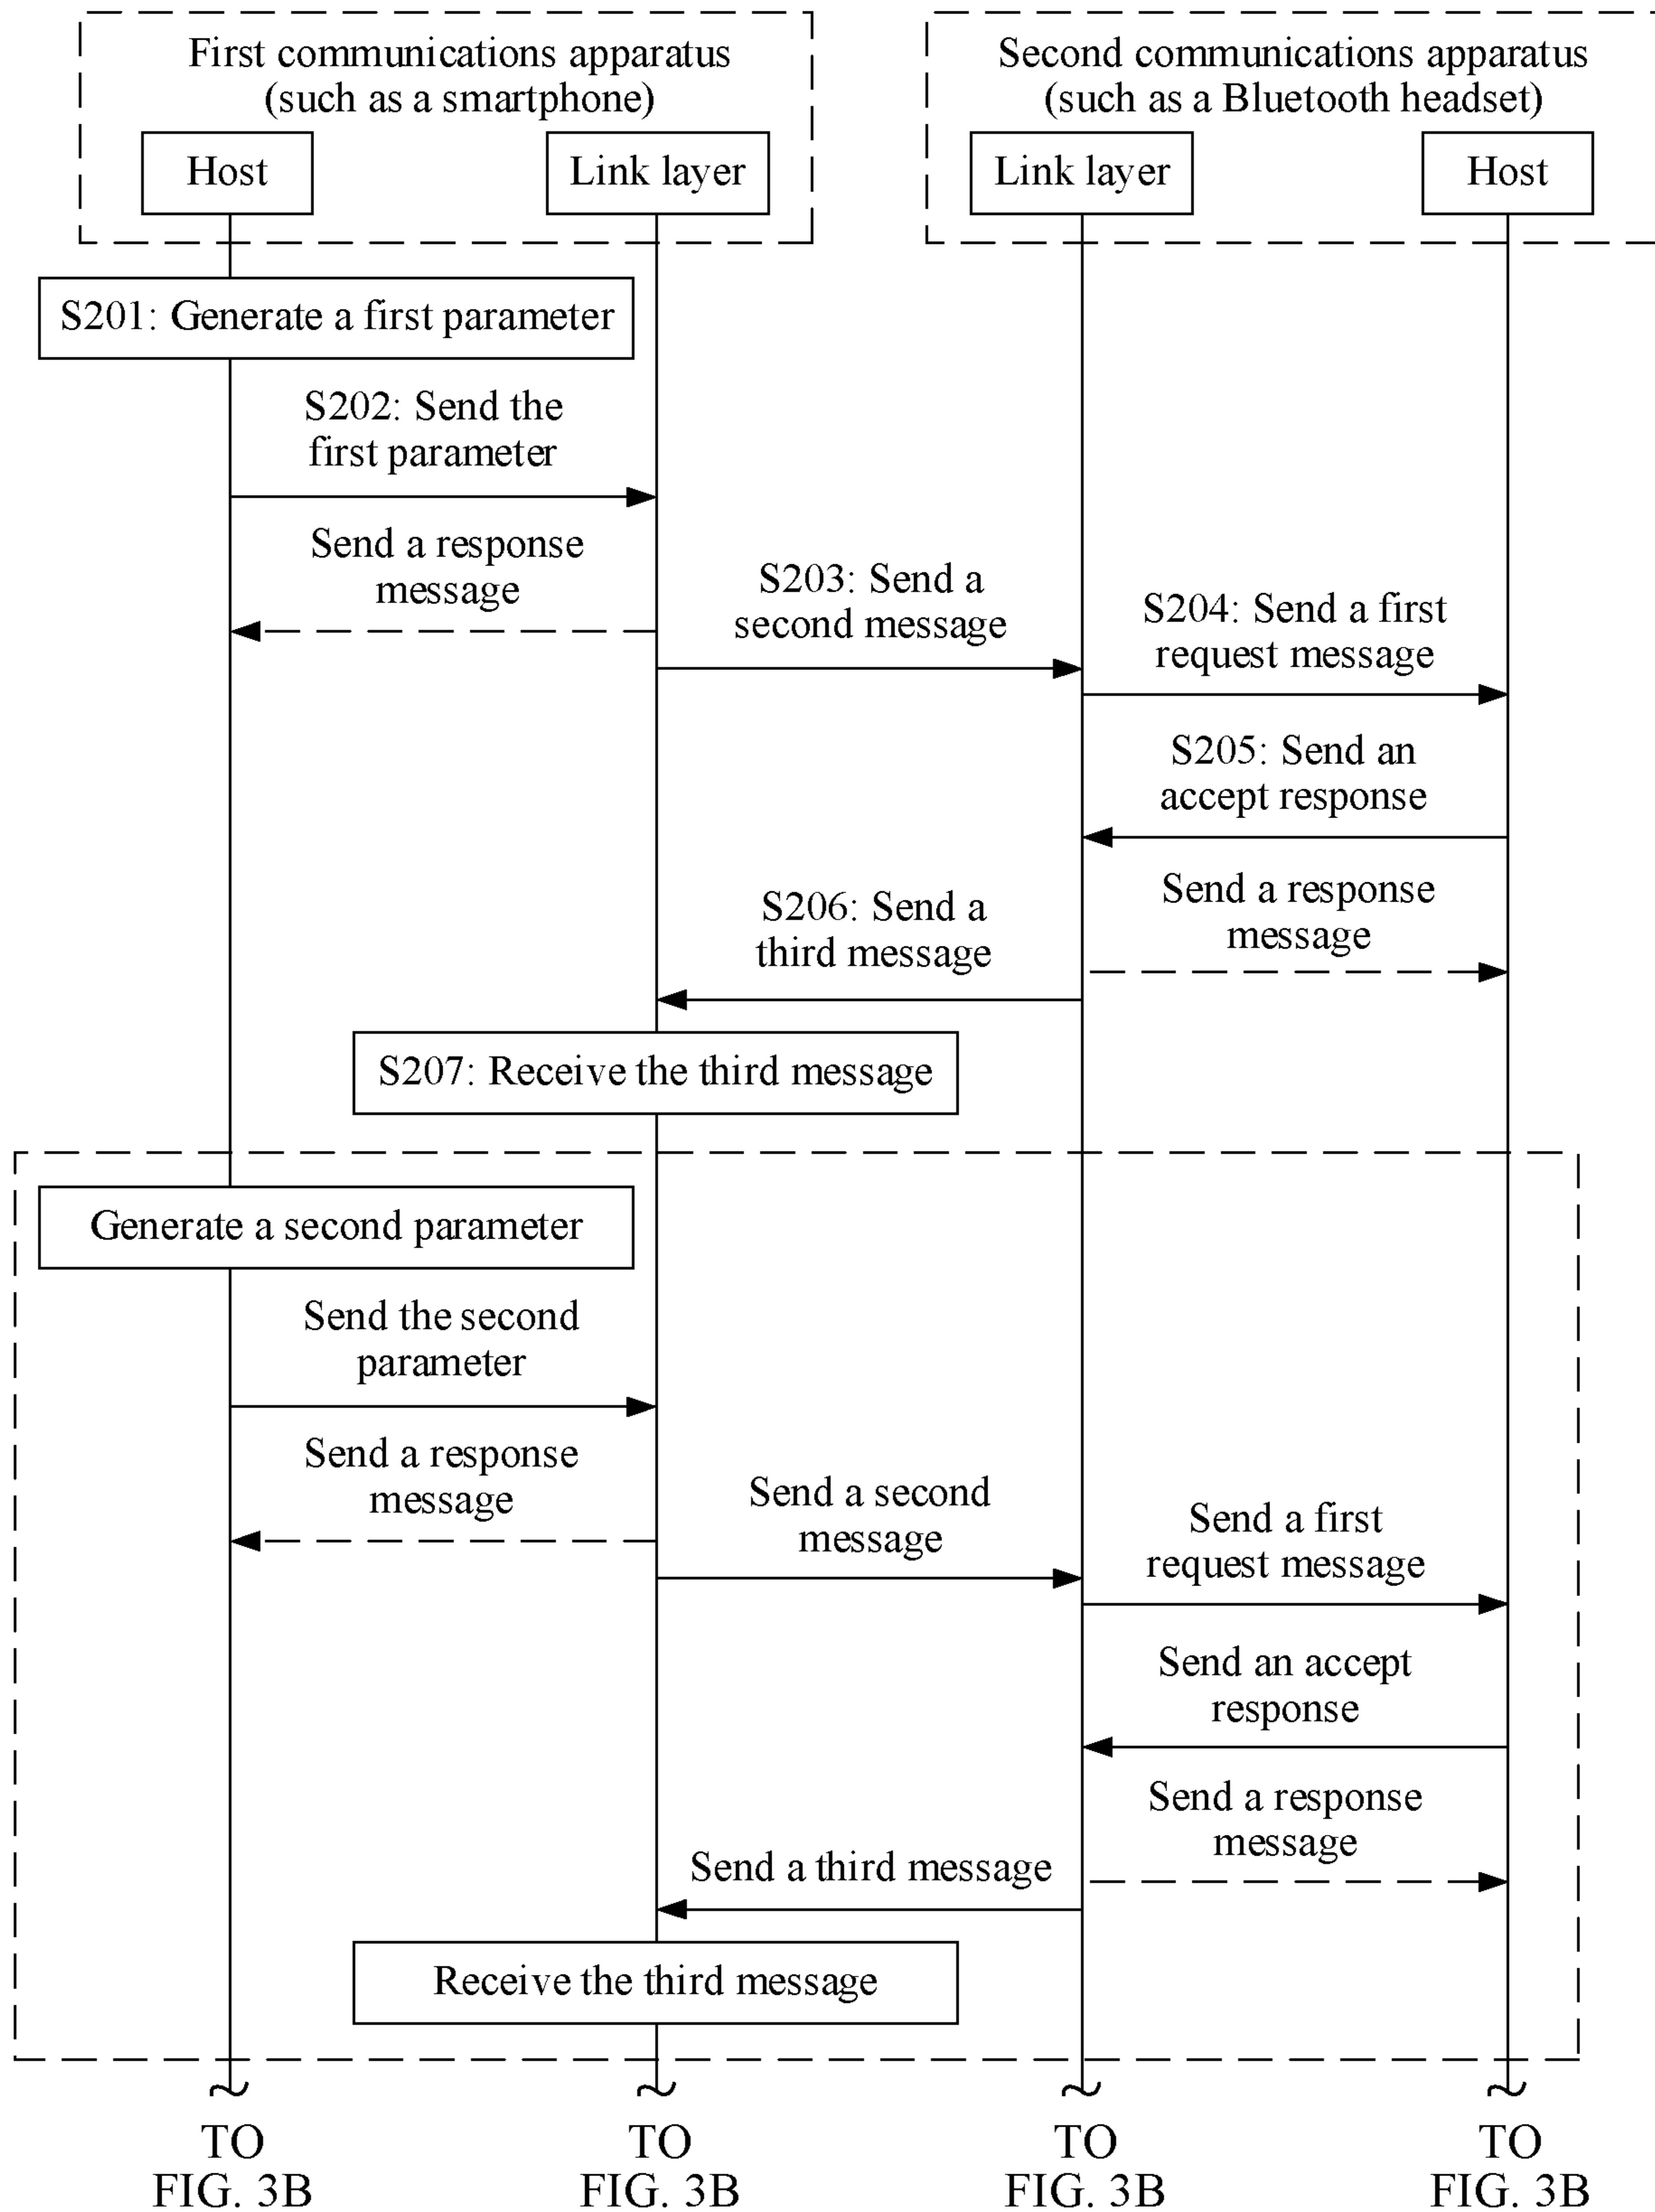 First communications apparatus
(such as a smartphone)
Second communications apparatus
(such as a Bluetooth headset)
Host
Link layer
Link layer
Host
S201: Generate a first parameter
S202: Send the
first parameter
Send a response
message
S203: Send a
second message
S204: Send a first
request message
S205: Send an
accept response
Send a response
message
S206: Send a
third message
S207: Receive the third message
Generate a second parameter
Send the second
parameter
Send a response
message
Send a second
message
Send a first
request message
Send an accept
response
Send a response
message
Send a third message
Receive the third message
TO
FIG. 3B
TO
FIG. 3B
TO
FIG. 3B
TO
FIG. 3B